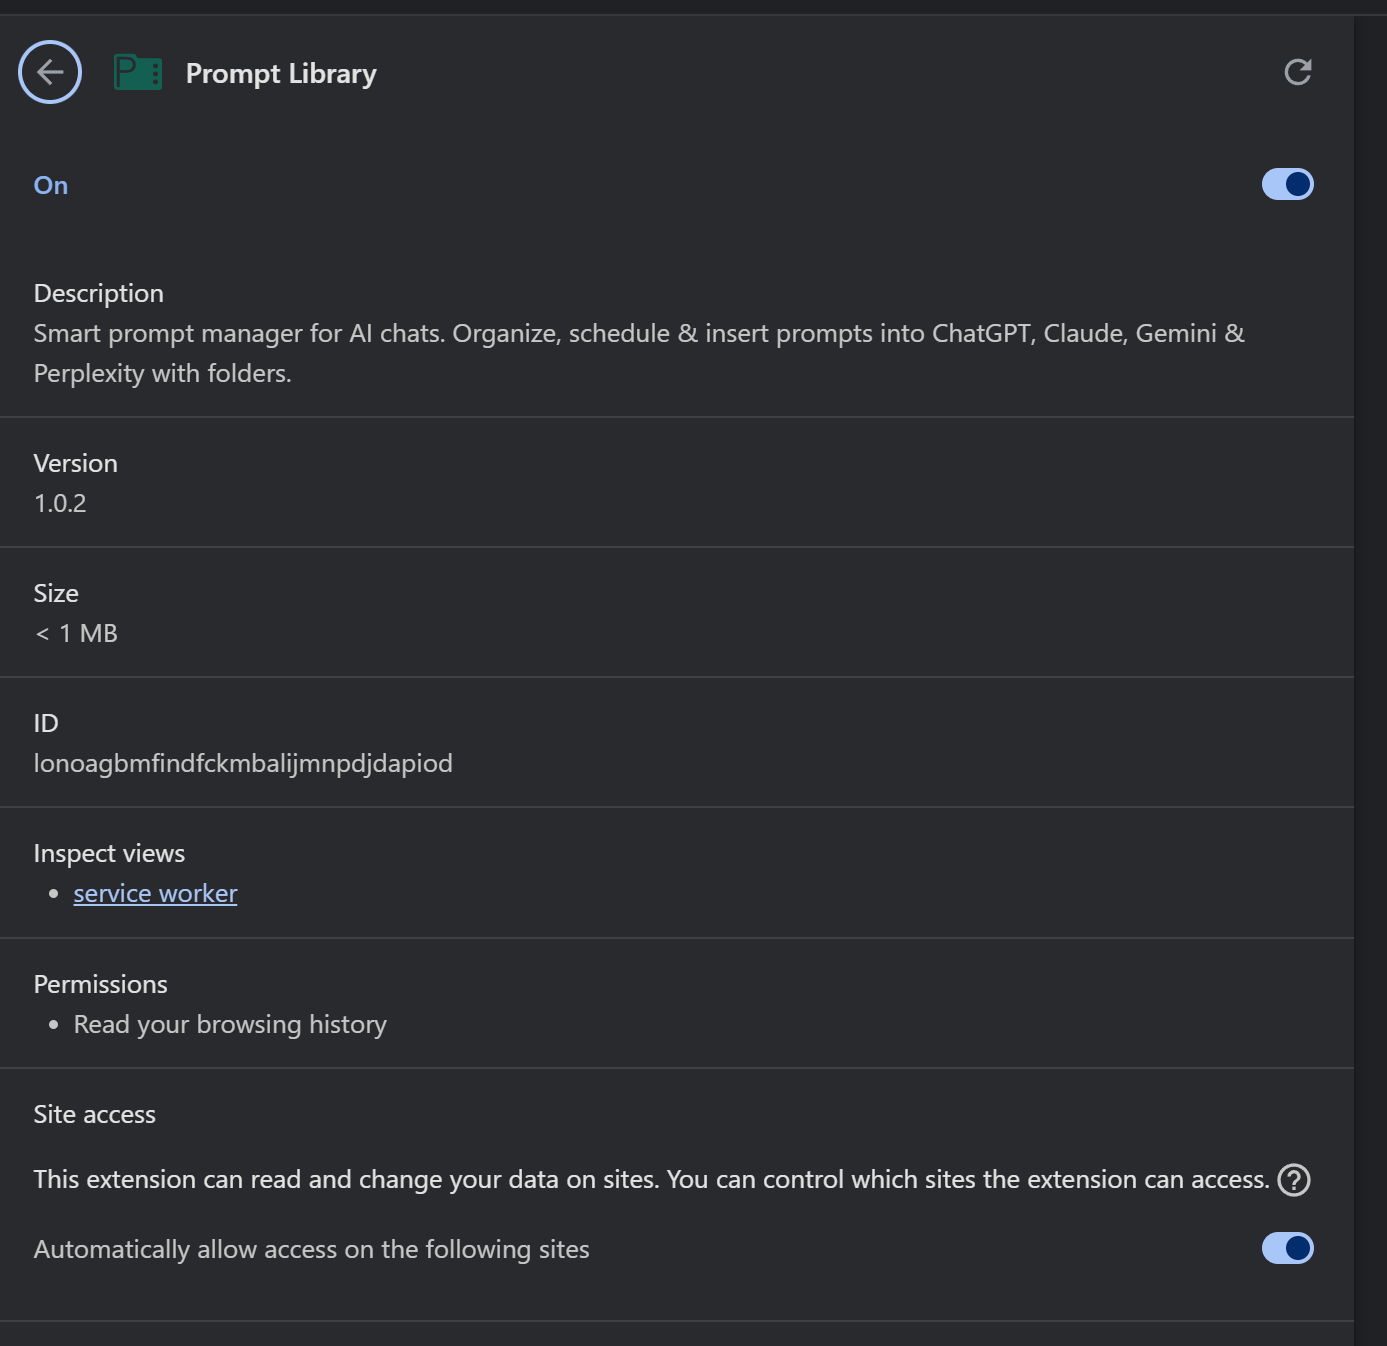 Prompt Library
On
Description
Smart prompt manager for AI chats. Organize, schedule & insert prompts into ChatGPT, Claude, Gemini &
Perplexity with folders.
Version
1.0.2
Size
< 1 MB
ID
lonoagbmfindfckmbalijmnpdjdapiod
Inspect views
service worker
Permissions
Read your browsing history
Site access
This extension can read and change your data on sites. You can control which sites the extension can access.
Automatically allow access on the following sites